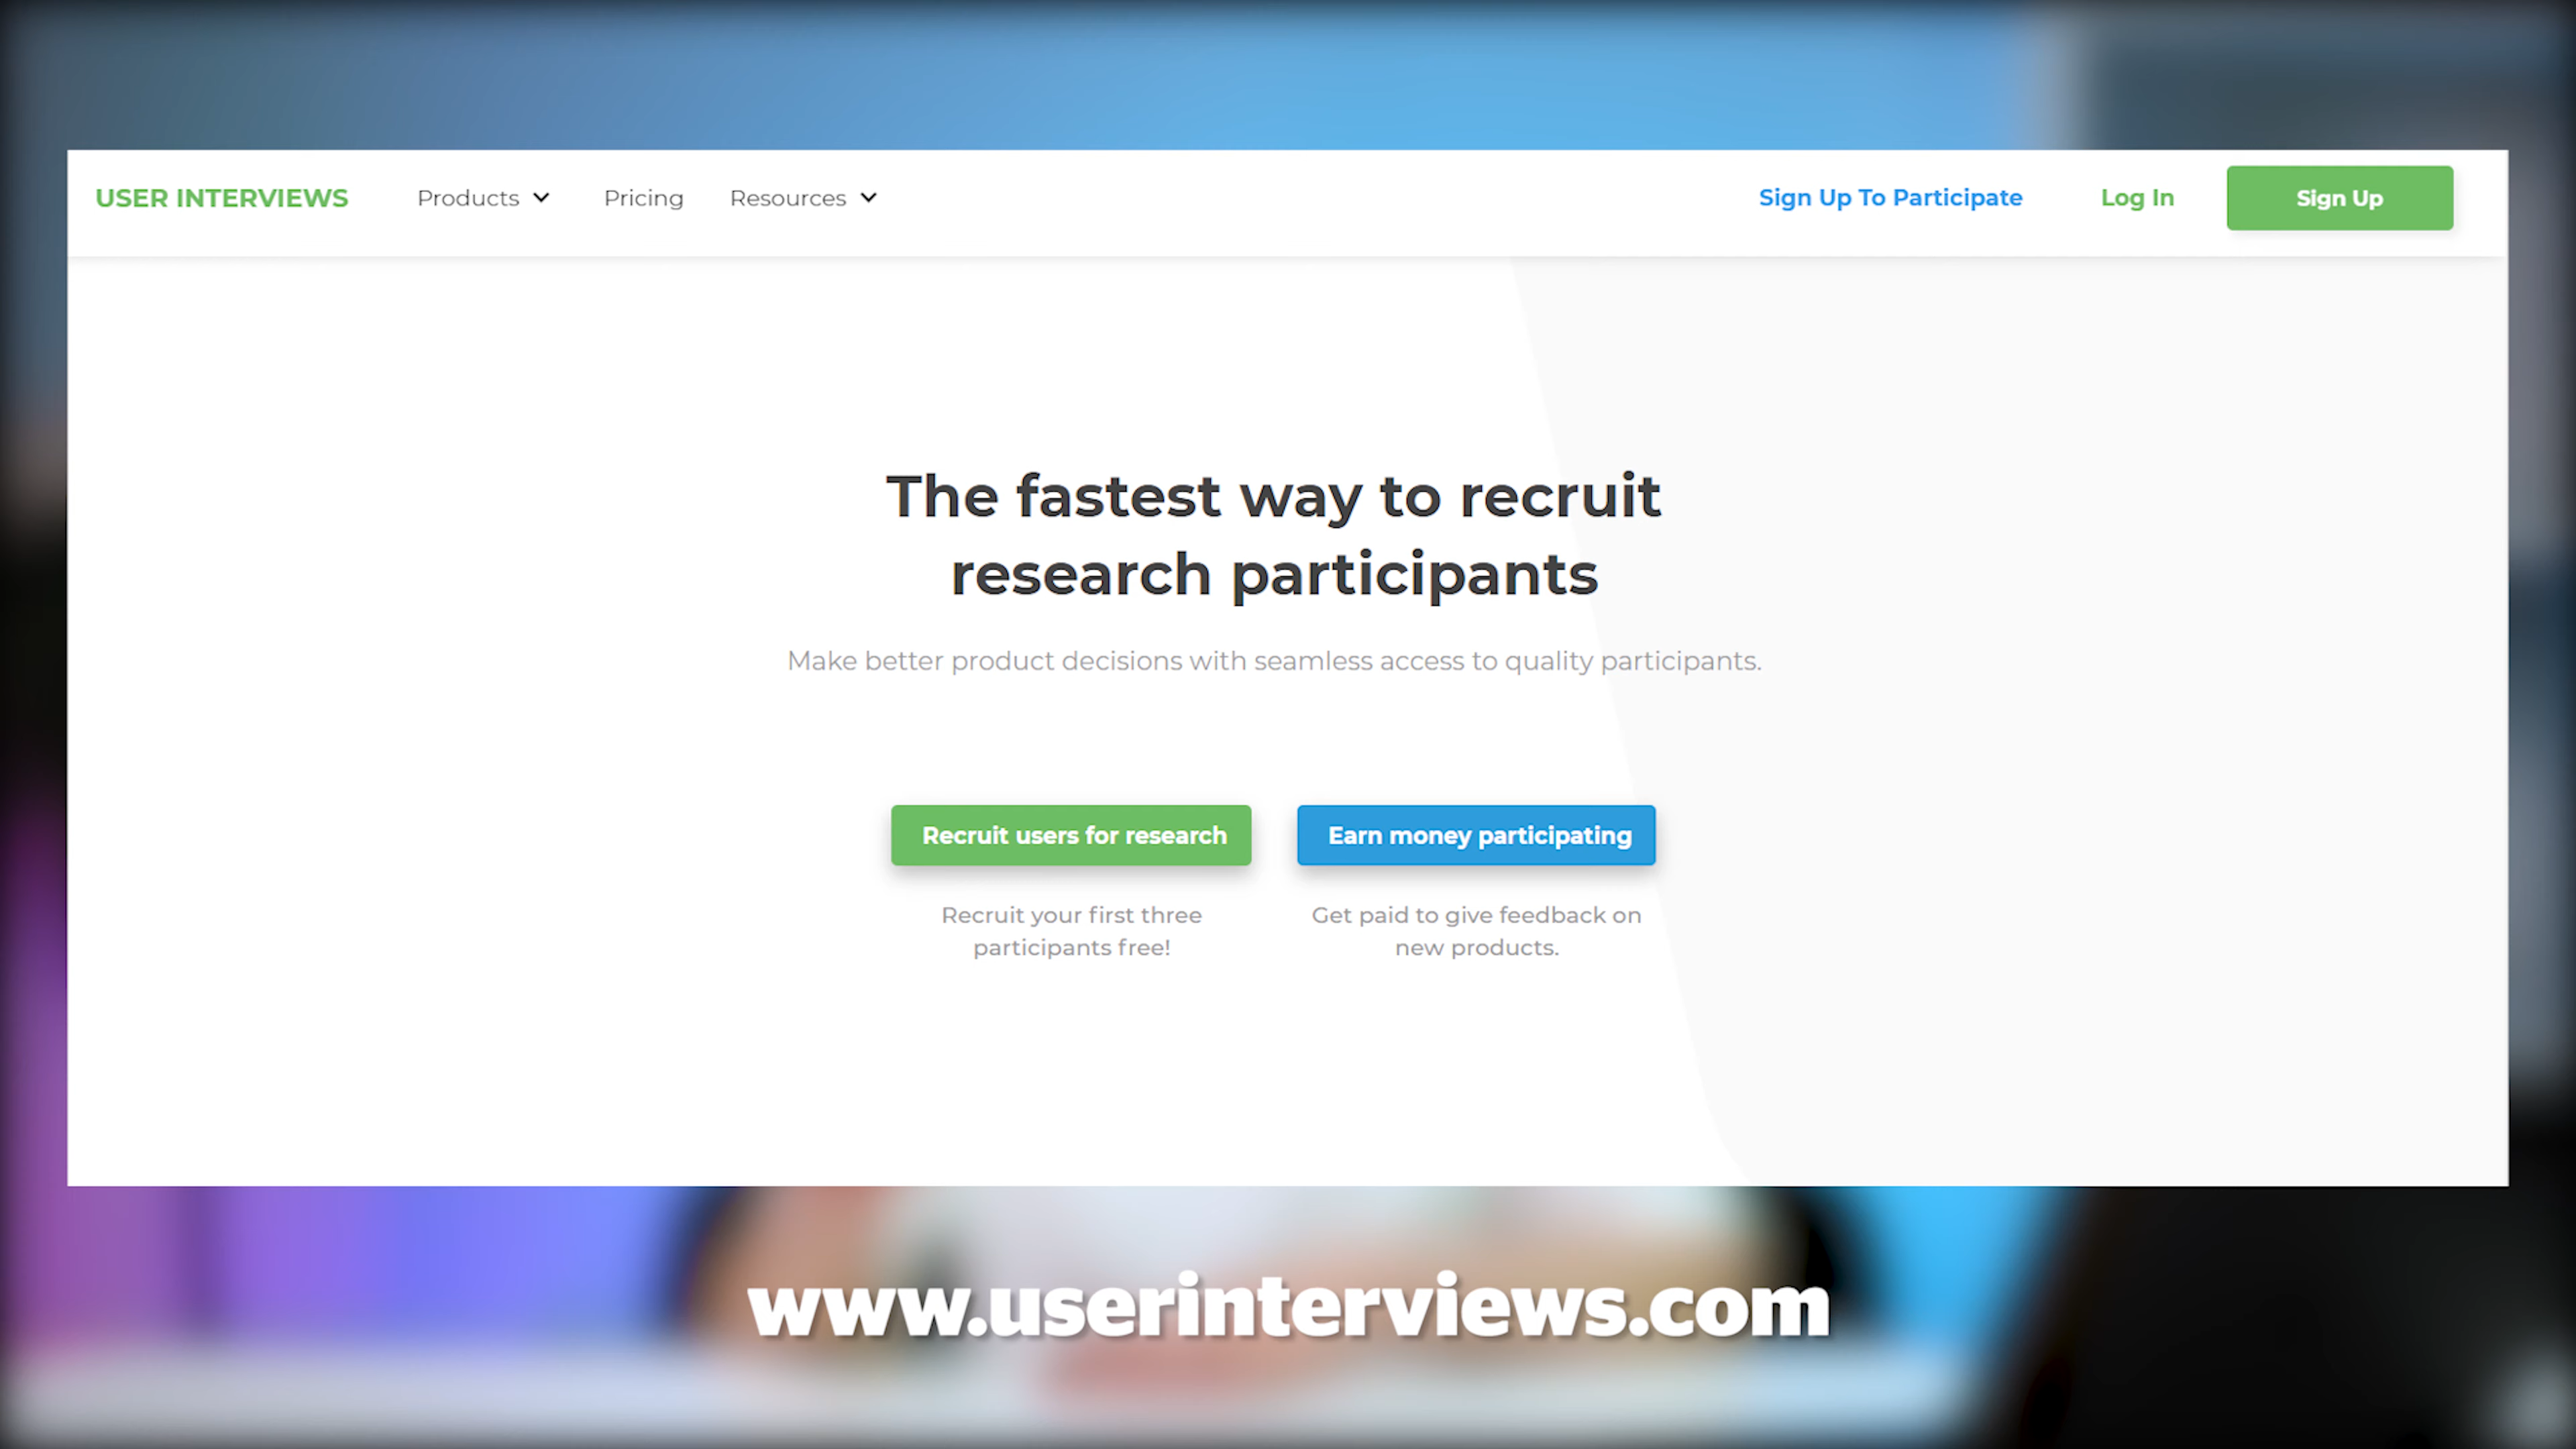 USER INTERVIEWS
Products
Pricing
Resources
Sign Up To Participate
Log In
Sign Up
The fastest way to recruit
research participants
Make better product decisions with seamless access to quality participants.
Recruit users for research
Earn money participating
Recruit your first three
participants free!
Get paid to give feedback on
new products.
www.userinterviews.com